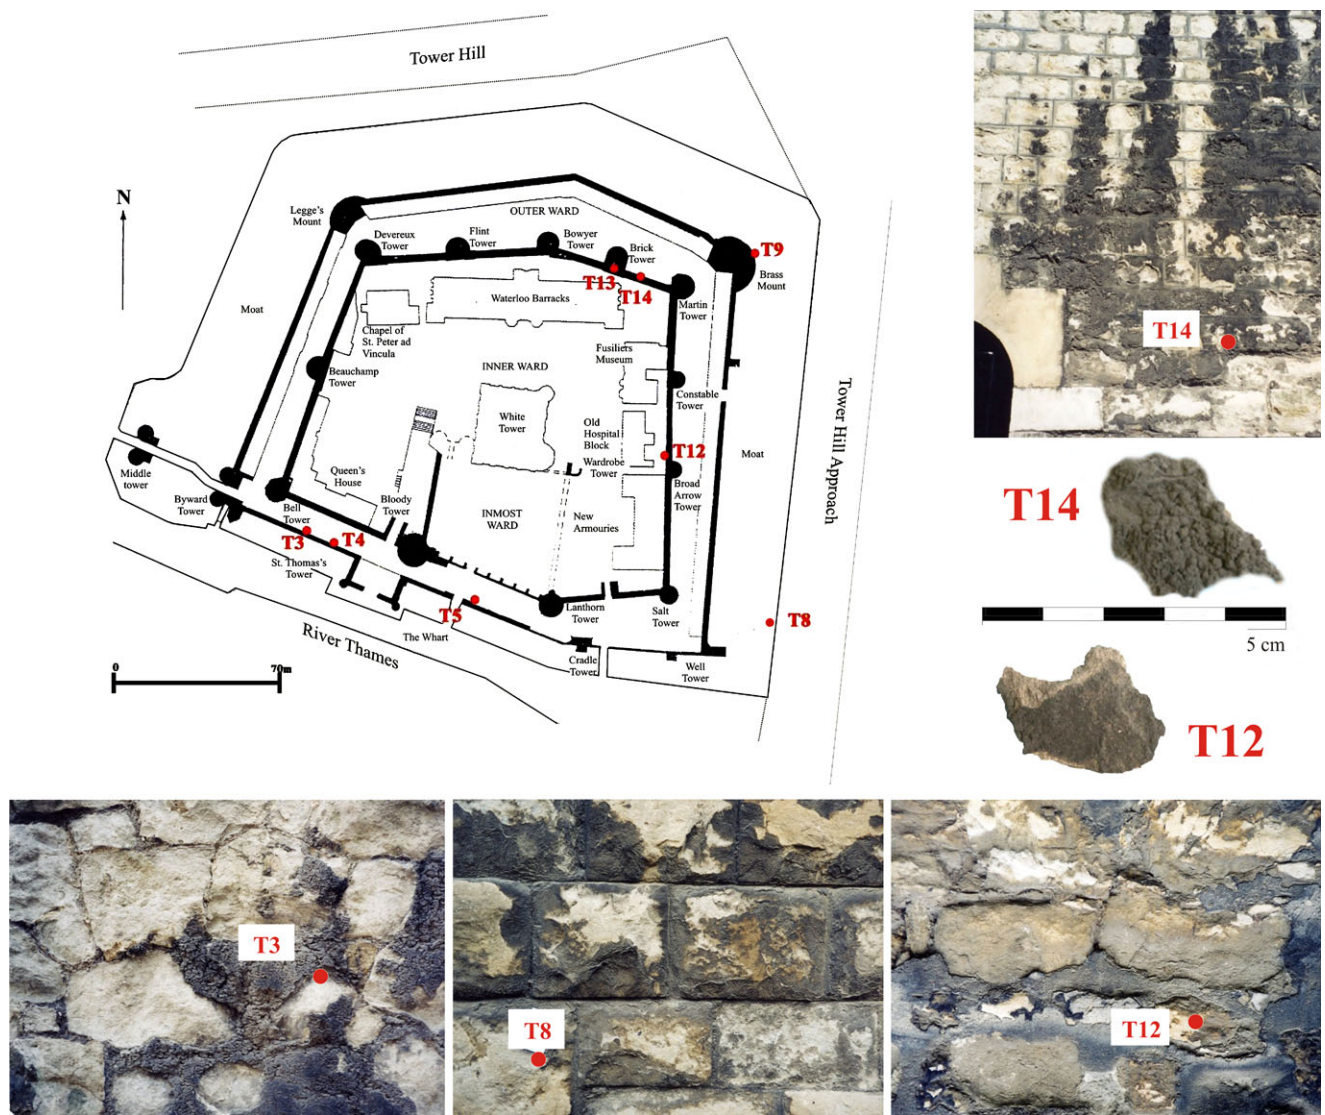 Tower Hill
N
Legge's
Mount
OUTER WARD
Devereux
Tower
Flint
Tower
Bowyer
Tower
Brick
Tower
T9
Brass
Mount
T13
T14
Martin
Tower
Waterloo Barracks
Moat
Chapel of
St. Peter ad
Vincula
Fusiliers
Museum
INNER WARD
Beauchamp
Tower
Constable
Tower
White
Tower
Old
Hospital
Block
T12
Wardrobe
Tower
Moat
Tower Hill Approach
Middle
tower
Queen's
House
Byward
Tower
Bell
Tower
Bloody
Tower
INMOST
WARD
New
Armouries
Broad
Arrow
Tower
T3
T4
St. Thomas's
Tower
T5
Lanthorn
Tower
Salt
Tower
T8
The Whart
River Thames
Cradle
Tower
Well
Tower
0
70m
T14
T14
5 cm
T12
T3
T8
T12